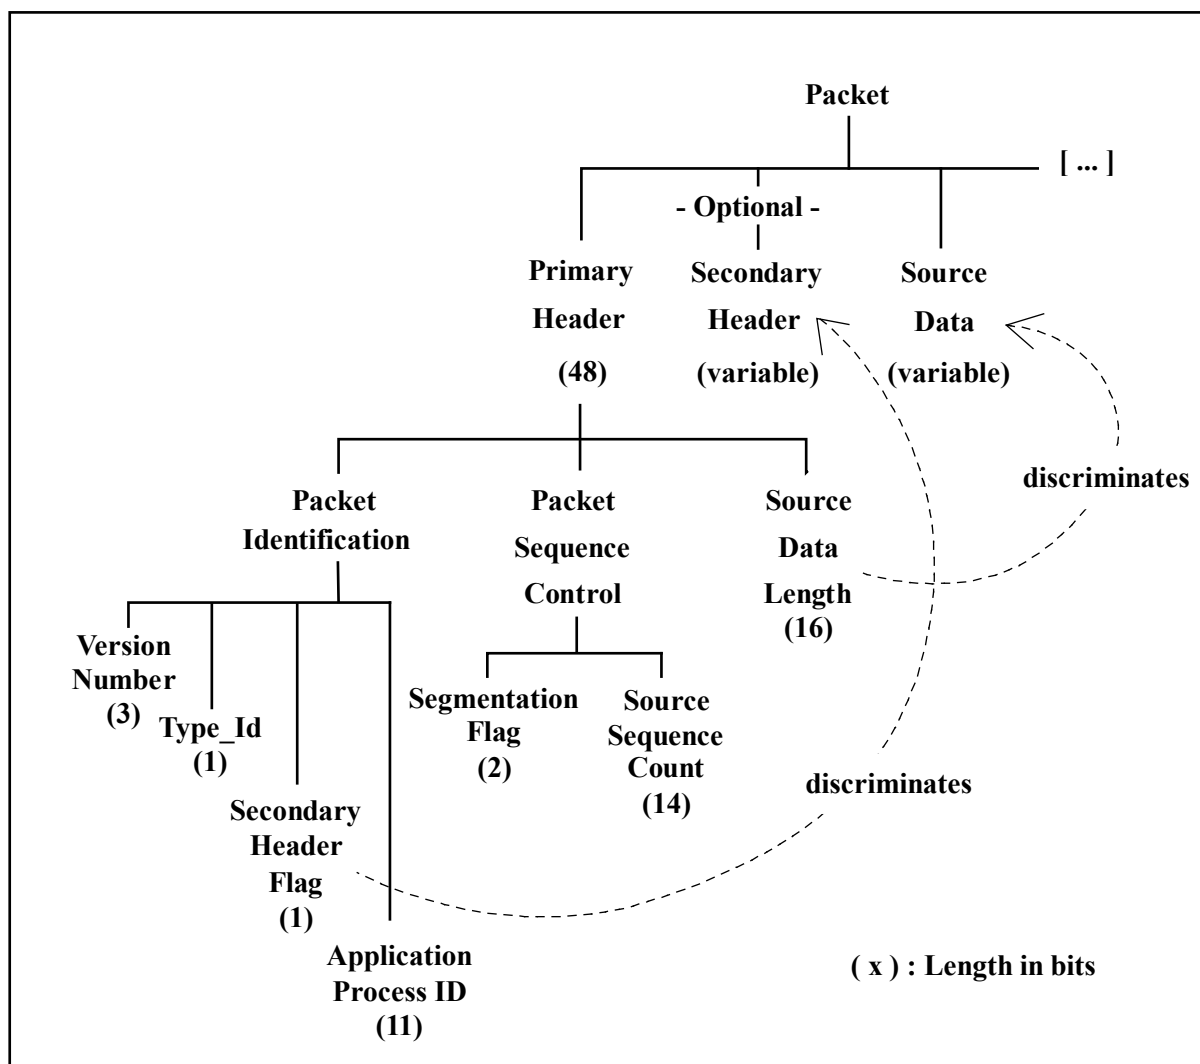 Packet
[ ... ]
- Optional -
Primary
Header
(48)
Secondary
Header
(variable)
Source
Data
(variable)
discriminates
Packet
Identification
Packet
Sequence
Control
Source
Data
Length
(16)
Version
Number
(3)
Type_Id
(1)
Secondary
Header
Flag
(1)
Application
Process ID
(11)
Segmentation
Flag
(2)
Source
Sequence
Count
(14)
discriminates
( x ) : Length in bits